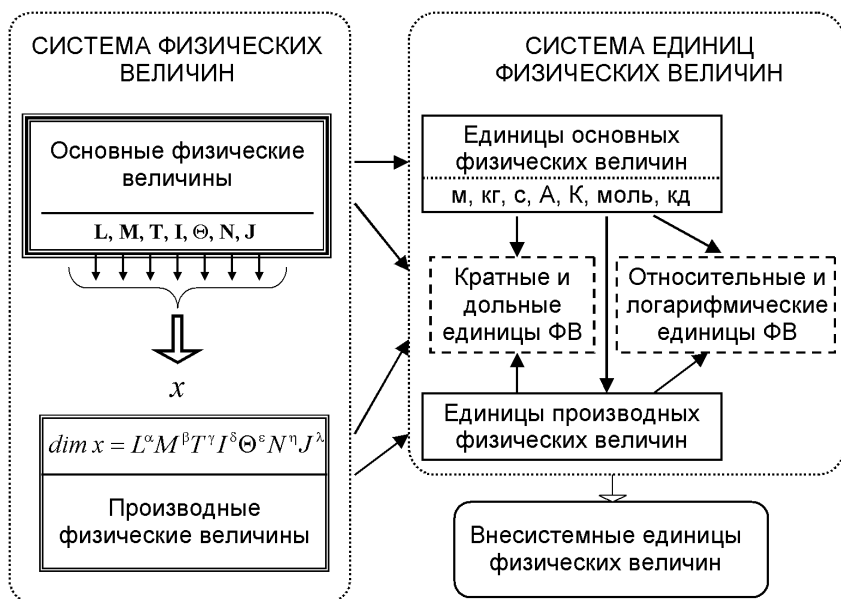 СИСТЕМА ФИЗИЧЕСКИХ
ВЕЛИЧИН
Основные физические
величины
L, M, T, I, Θ, N, J
x
dim x = L^α M^β T^γ I^δ Θ^ε N^η J^λ
Производные
физические величины
СИСТЕМА ЕДИНИЦ
ФИЗИЧЕСКИХ ВЕЛИЧИН
Единицы основных
физических величин
м, кг, с, А, К, моль, кд
Кратные и
дольные
единицы ФВ
Относительные и
логарифмические
единицы ФВ
Единицы производных
физических величин
Внесистемные единицы
физических величин